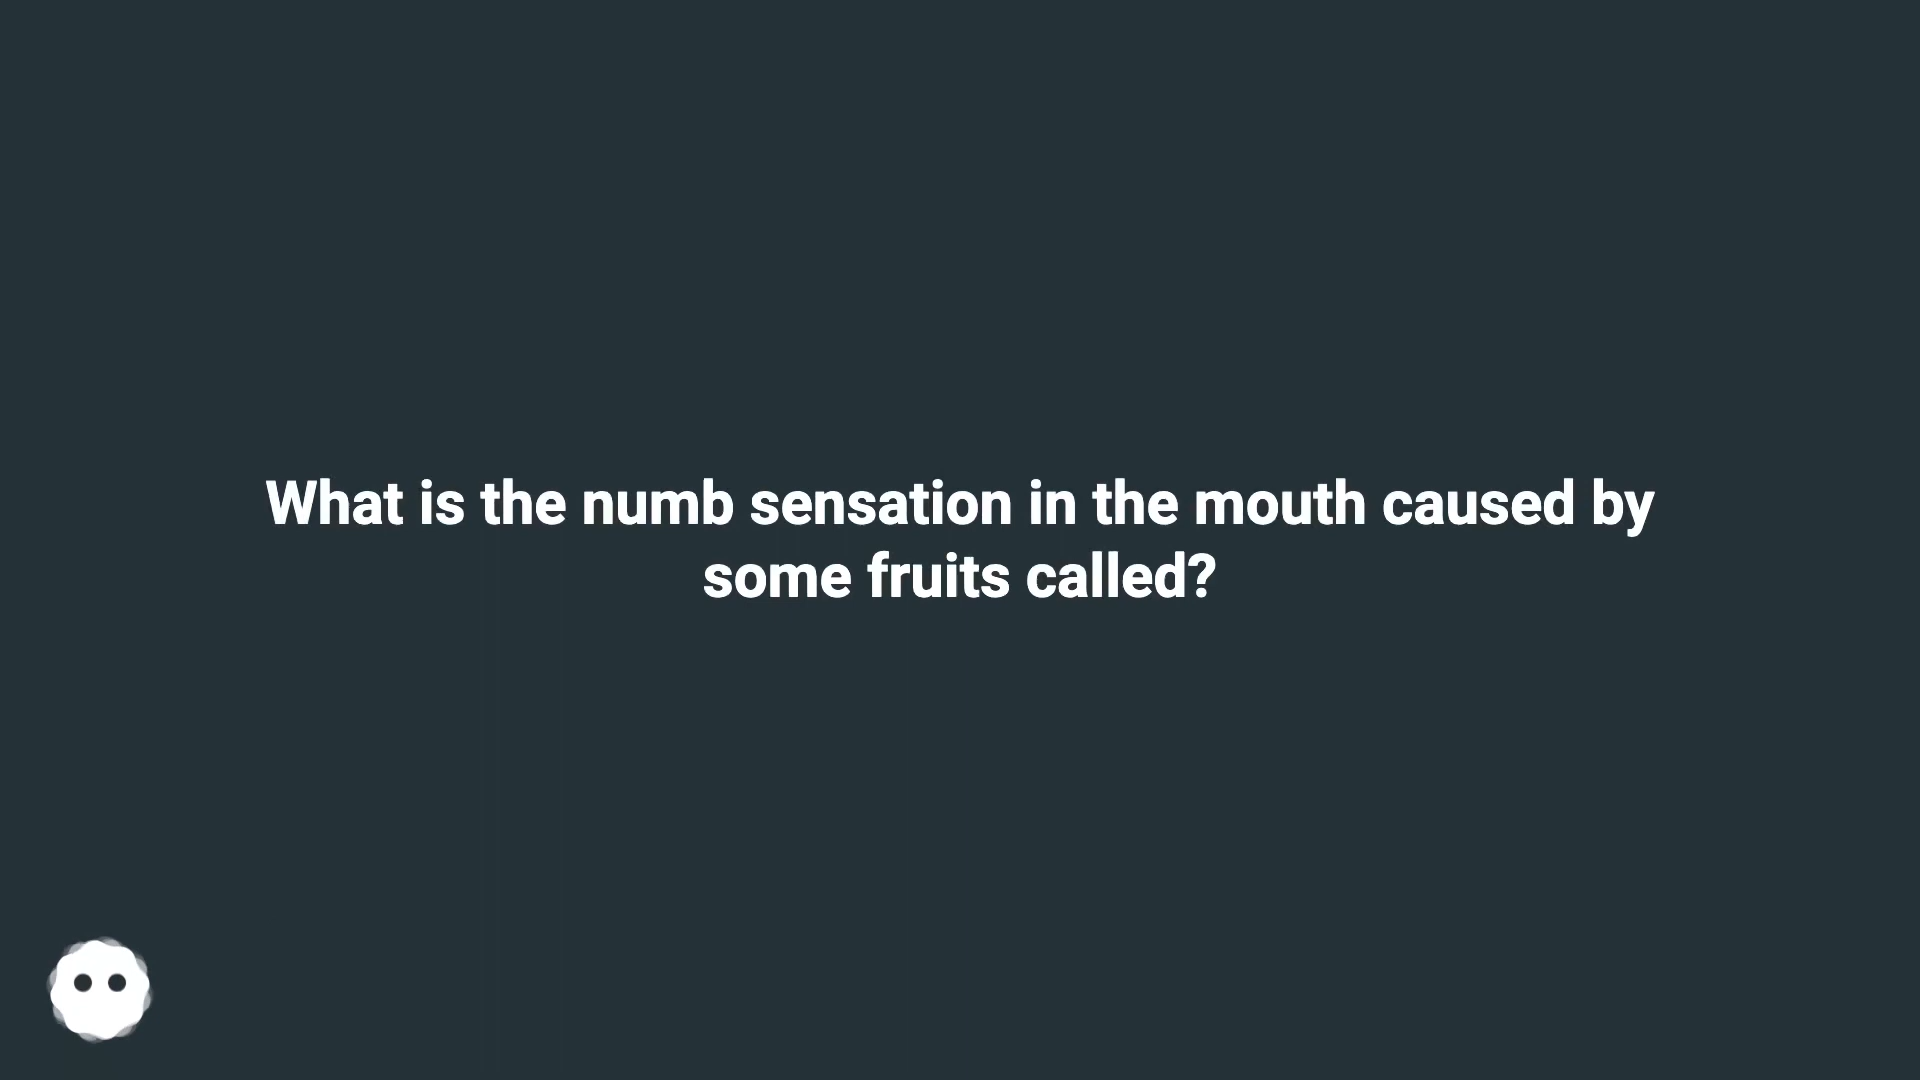 What is the numb sensation in the mouth caused by
some fruits called?